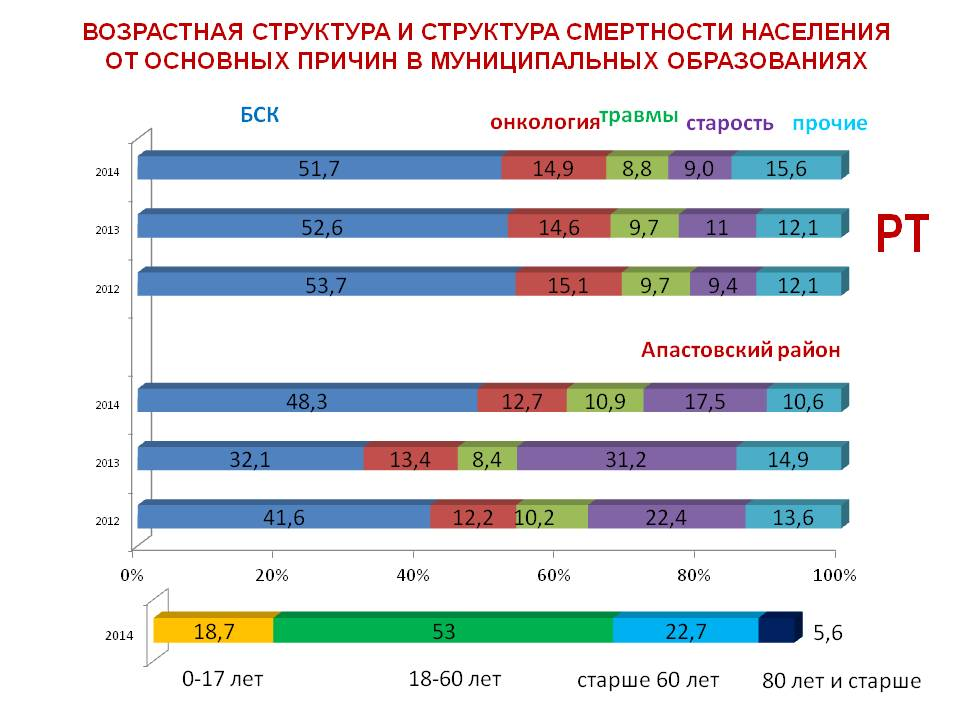 ВОЗРАСТНАЯ СТРУКТУРА И СТРУКТУРА СМЕРТНОСТИ НАСЕЛЕНИЯ
ОТ ОСНОВНЫХ ПРИЧИН В МУНИЦИПАЛЬНЫХ ОБРАЗОВАНИЯХ
БСК онкология травмы старость прочие
2014 51,7 14,9 8,8 9,0 15,6
2013 52,6 14,6 9,7 11 12,1
РТ
2012 53,7 15,1 9,7 9,4 12,1
Апастовский район
2014 48,3 12,7 10,9 17,5 10,6
2013 32,1 13,4 8,4 31,2 14,9
2012 41,6 12,2 10,2 22,4 13,6
0% 20% 40% 60% 80% 100%
2014 18,7 53 22,7 5,6
0-17 лет 18-60 лет старше 60 лет 80 лет и старше